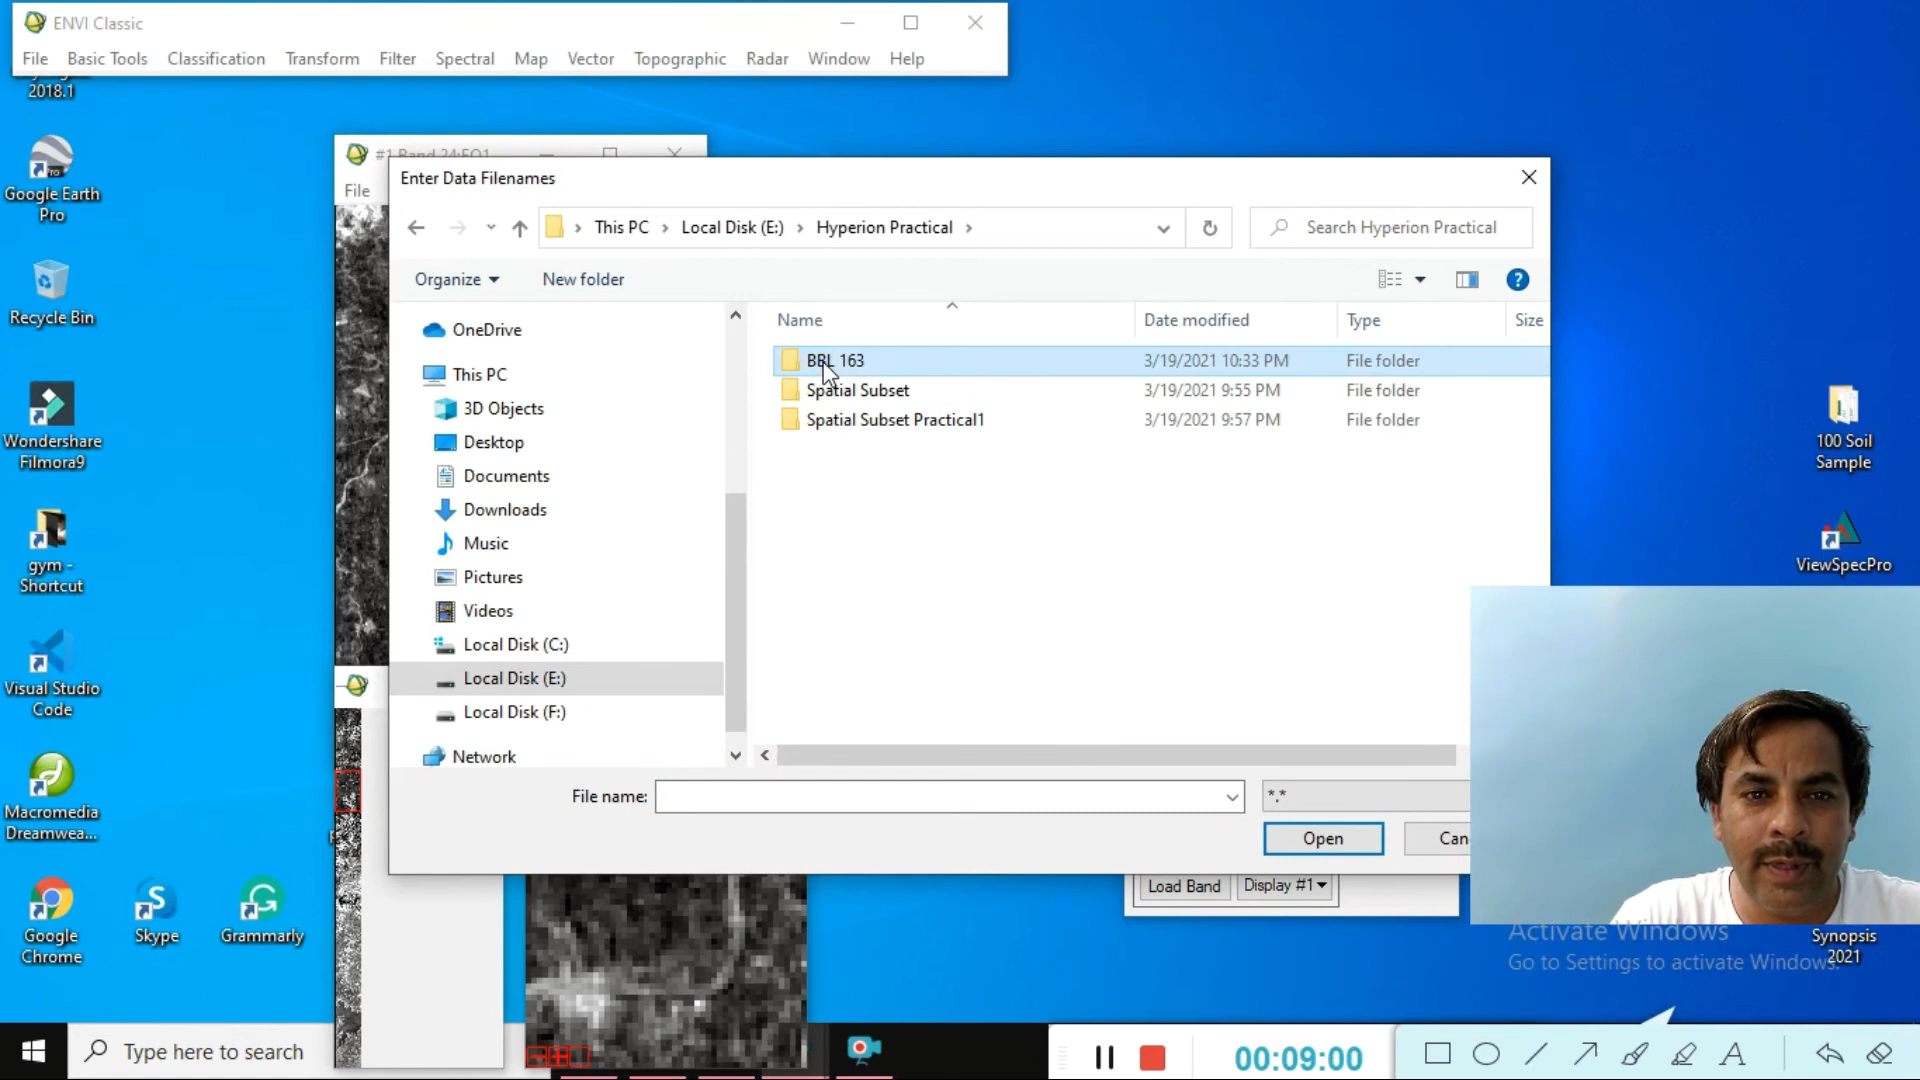 ENVI Classic
File Basic Tools Classification Transform Filter Spectral Map Vector Topographic Radar Window Help
2018.1
Google Earth
Pro
Recycle Bin
Wondershare
Filmora9
gym -
Shortcut
Visual Studio
Code
Macromedia
Dreamwea...
Google
Chrome
Skype
Grammarly
#1 Band 24:EO1
File
Enter Data Filenames
This PC > Local Disk (E:) > Hyperion Practical >
Search Hyperion Practical
Organize New folder
OneDrive
This PC
3D Objects
Desktop
Documents
Downloads
Music
Pictures
Videos
Local Disk (C:)
Local Disk (E:)
Local Disk (F:)
Network
Name Date modified Type Size
BBL 163 3/19/2021 10:33 PM File folder
Spatial Subset 3/19/2021 9:55 PM File folder
Spatial Subset Practical1 3/19/2021 9:57 PM File folder
File name:
*.*
Open
Can
Load Band Display #1
100 Soil
Sample
ViewSpecPro
Synopsis
2021
Activate Windows
Go to Settings to activate Windows.
Type here to search
00:09:00